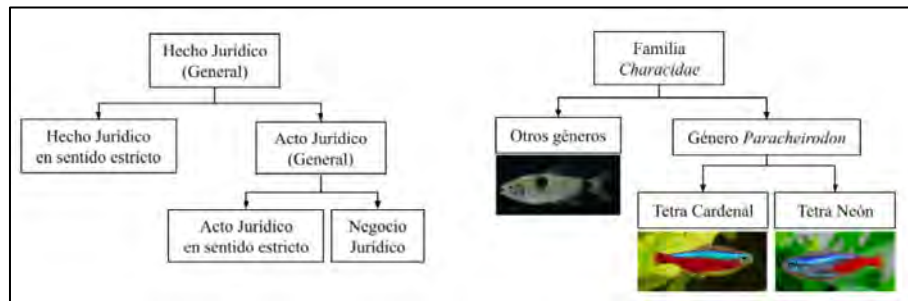 Hecho Jurídico
(General)
Hecho Jurídico
en sentido estricto
Acto Jurídico
(General)
Acto Jurídico
en sentido estricto
Negocio
Jurídico
Familia
Characidae
Otros géneros
Género Paracheirodon
Tetra Cardenal
Tetra Neón